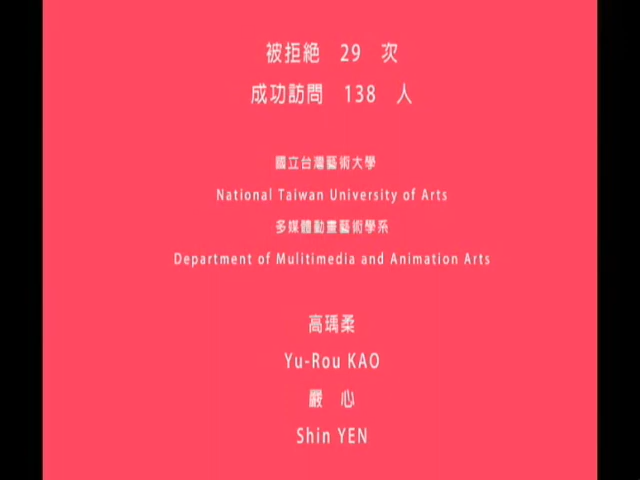 被拒絕 29 次
成功訪問 138 人
國立台灣藝術大學
National Taiwan University of Arts
多媒體動畫藝術學系
Department of Mulitimedia and Animation Arts
高瑀柔
Yu-Rou KAO
嚴 心
Shin YEN